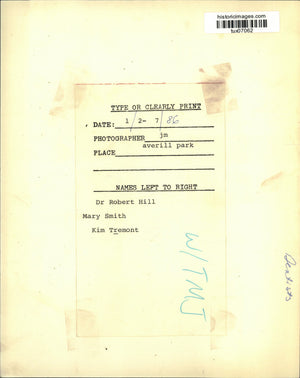 historicimages.com
tux07062
TYPE OR CLEARLY PRINT
DATE: 1/2- 7/86
PHOTOGRAPHER jm
averill park
PLACE
NAMES LEFT TO RIGHT
Dr Robert Hill
Mary Smith
Kim Tremont
W/TMJ
Dentists